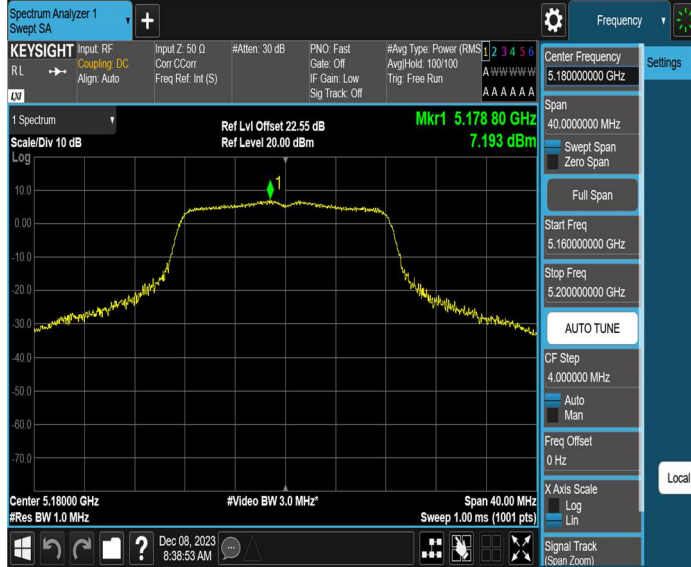 Spectrum Analyzer 1
Swept SA
Frequency
KEYSIGHT
RL
LXI
Input: RF
Coupling: DC
Align: Auto
Input Z: 50 Ω
Corr CCorr
Freq Ref: Int (S)
#Atten: 30 dB
PNO: Fast
Gate: Off
IF Gain: Low
Sig Track: Off
#Avg Type: Power (RMS
Avg|Hold: 100/100
Trig: Free Run
1 2 3 4 5 6
A W W W W W
A A A A A A
Center Frequency
5.180000000 GHz
Settings
Span
40.0000000 MHz
Swept Span
Zero Span
Full Span
Start Freq
5.160000000 GHz
Stop Freq
5.200000000 GHz
AUTO TUNE
CF Step
4.000000 MHz
Auto
Man
Freq Offset
0 Hz
X Axis Scale
Log
Lin
Signal Track
(Span Zoom)
Local
1 Spectrum
Scale/Div 10 dB
Log
Ref Lvl Offset 22.55 dB
Ref Level 20.00 dBm
Mkr1 5.178 80 GHz
7.193 dBm
1
10.0
0.00
-10.0
-20.0
-30.0
-40.0
-50.0
-60.0
-70.0
Center 5.18000 GHz
#Res BW 1.0 MHz
#Video BW 3.0 MHz*
Span 40.00 MHz
Sweep 1.00 ms (1001 pts)
?
Dec 08, 2023
8:38:53 AM